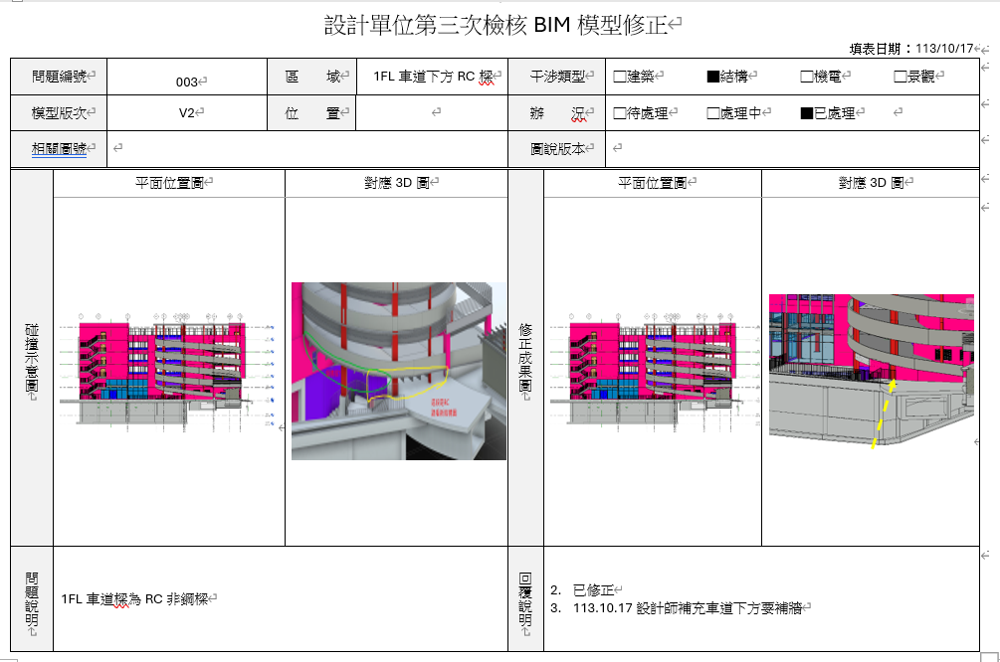 設計單位第三次檢核 BIM 模型修正
填表日期：113/10/17
問題編號 003 區 域 1FL 車道下方 RC 樑 干涉類型 □建築 ■結構 □機電 □景觀
模型版次 V2 位 置 辦 況 □待處理 □處理中 ■已處理
相關圖號 圖說版本
平面位置圖 對應 3D 圖 平面位置圖 對應 3D 圖
碰撞示意圖
修正成果圖
問題說明
1FL 車道樑為 RC 非鋼樑
回覆說明
2. 已修正
3. 113.10.17 設計師補充車道下方要補牆